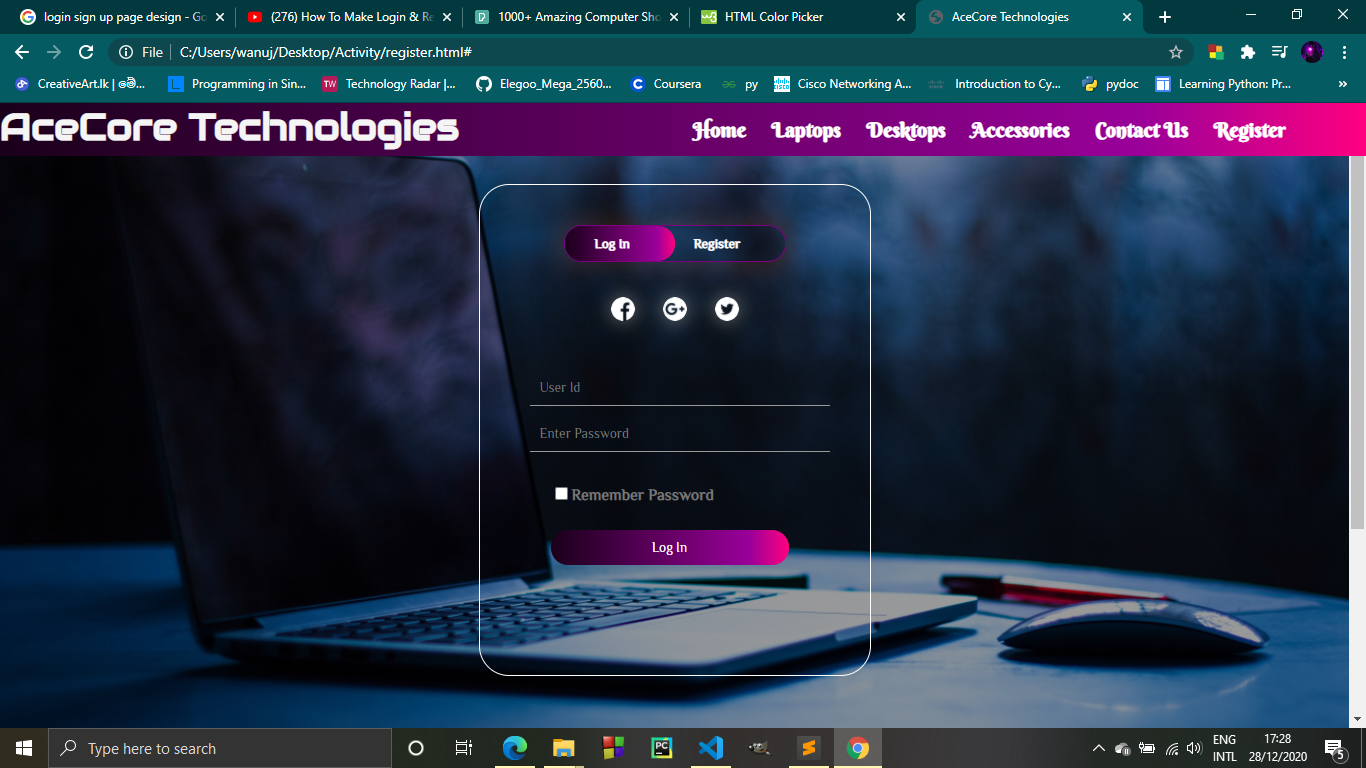 login sign up page design - Go
(276) How To Make Login & Re
1000+ Amazing Computer Sho
HTML Color Picker
AceCore Technologies
File
C:/Users/wanuj/Desktop/Activity/register.html#
CreativeArt.lk |
Programming in Sin...
TW
Technology Radar |...
Elegoo_Mega_2560...
Coursera
py
Cisco Networking A...
Introduction to Cy...
pydoc
Learning Python: Pr...
»
AceCore Technologies
Home
Laptops
Desktops
Accessories
Contact Us
Register
Log In
Register
User Id
Enter Password
Remember Password
Log In
Type here to search
ENG
INTL
17:28
28/12/2020
5